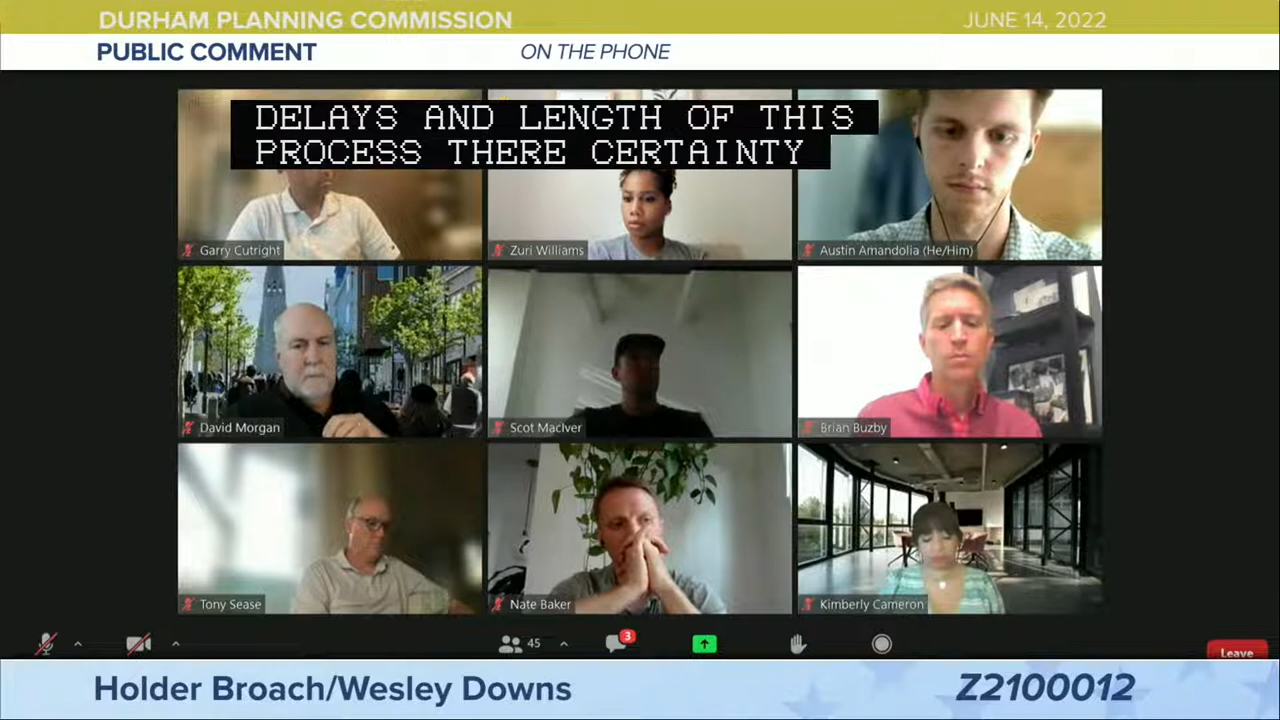 DURHAM PLANNING COMMISSION
JUNE 14, 2022
PUBLIC COMMENT
ON THE PHONE
DELAYS AND LENGTH OF THIS
PROCESS THERE CERTAINTY
Garry Cutright
Zuri Williams
Austin Amandolia (He/Him)
David Morgan
Scot MacIver
Brian Buzby
Tony Sease
Nate Baker
Kimberly Cameron
45
3
Leave
Holder Broach/Wesley Downs
Z2100012